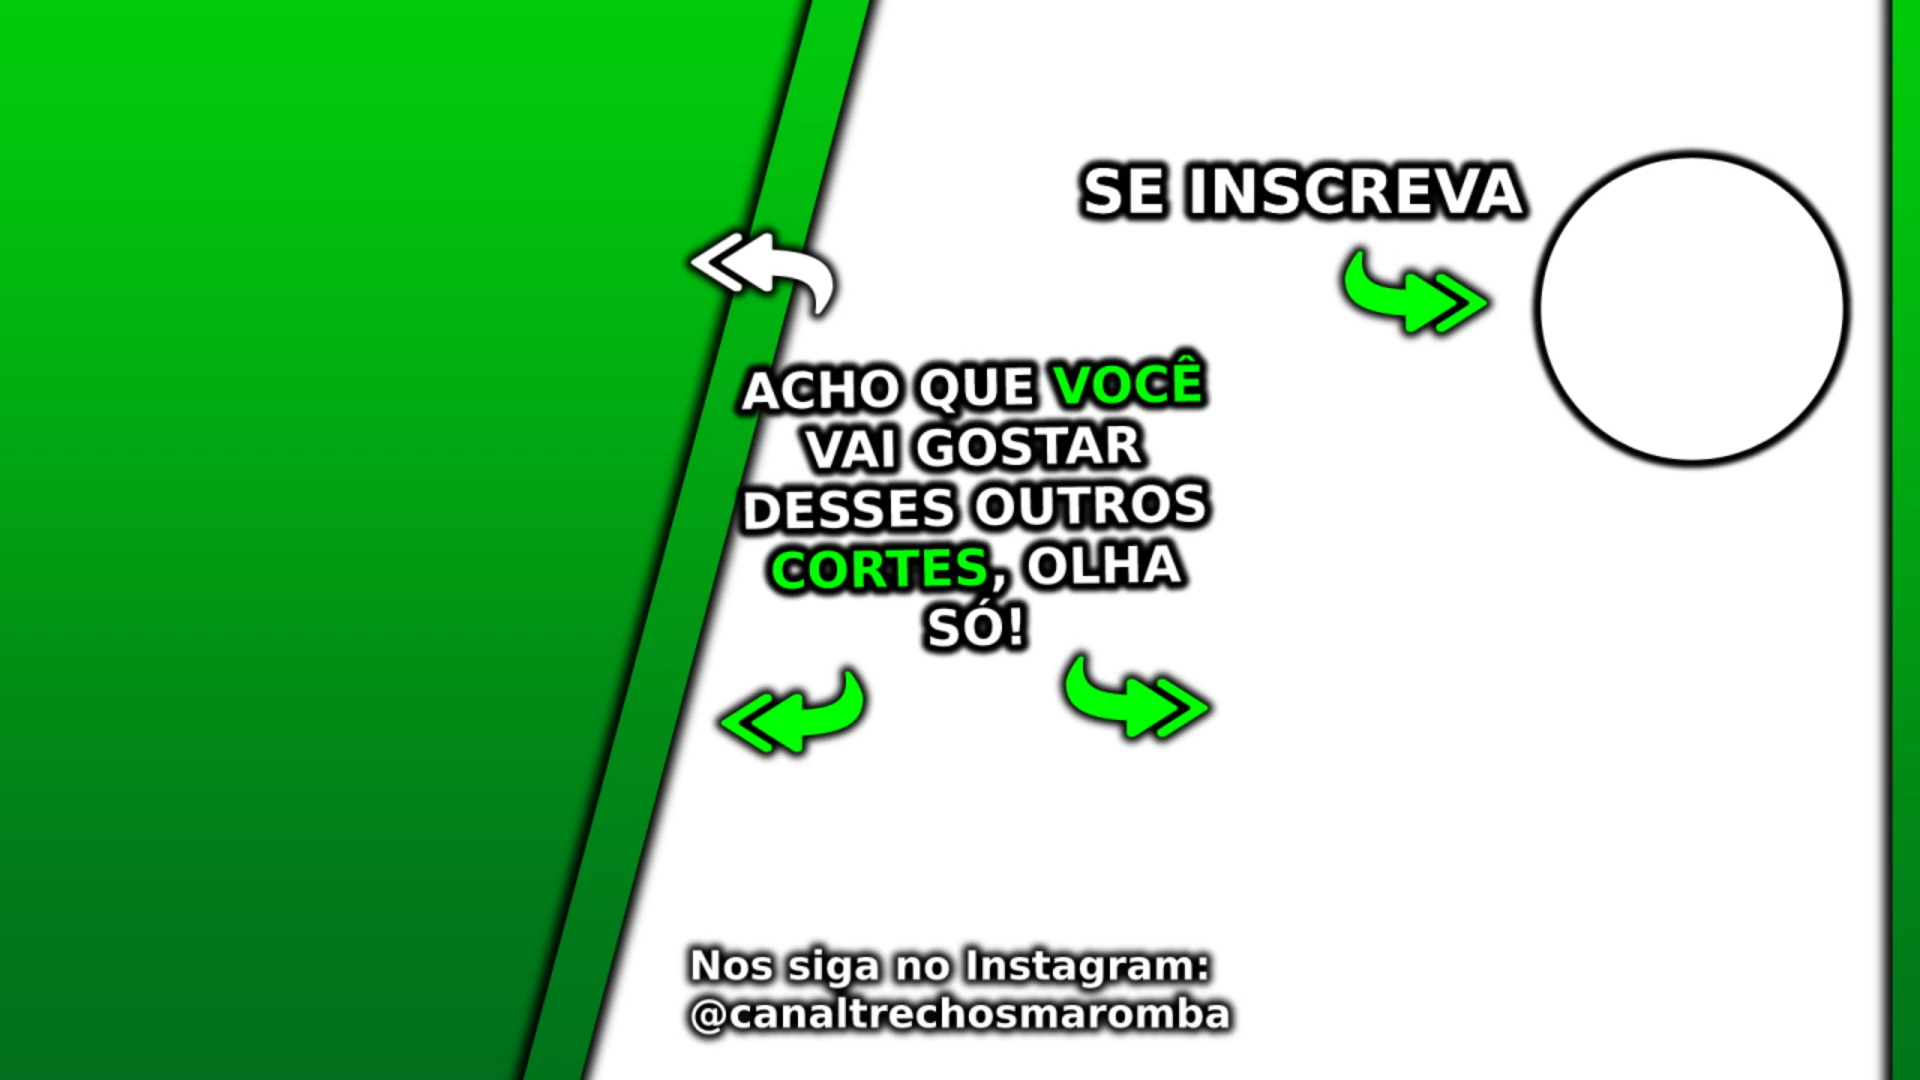 SE INSCREVA
ACHO QUE VOCÊ
VAI GOSTAR
DESSES OUTROS
CORTES, OLHA
SÓ!
Nos siga no Instagram:
@canaltrechosmaromba